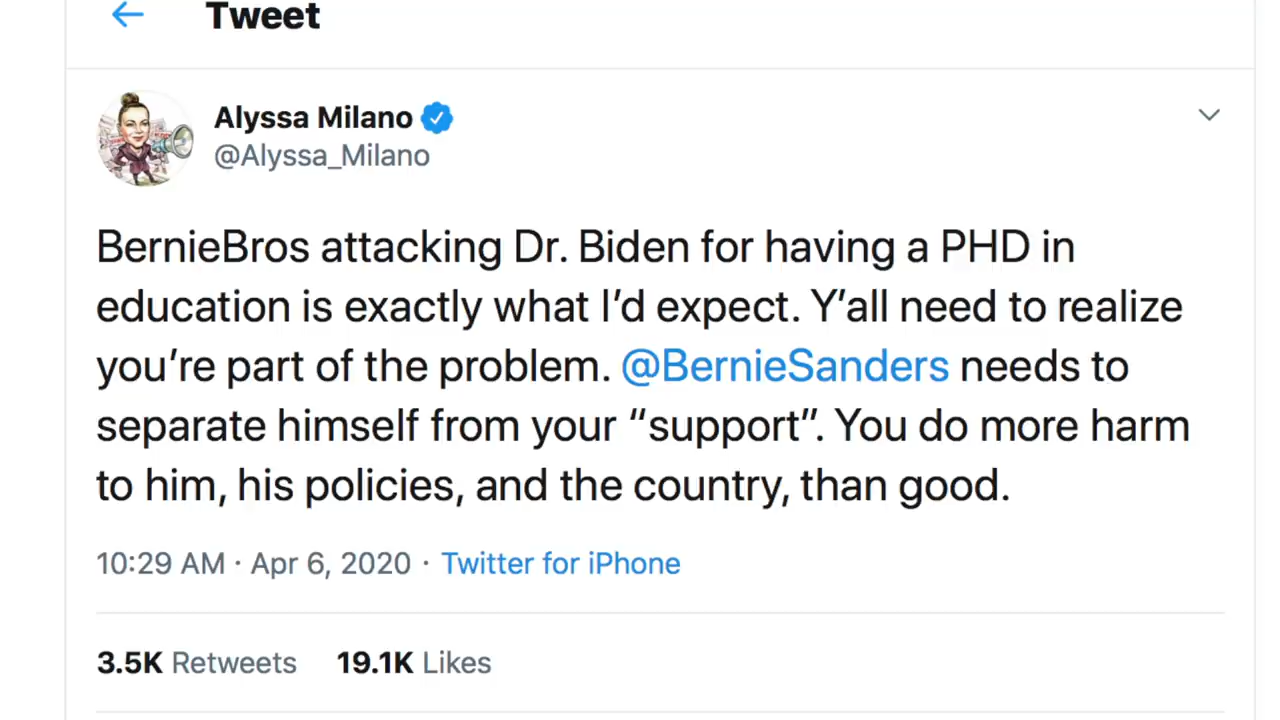 Tweet
Alyssa Milano
@Alyssa_Milano
BernieBros attacking Dr. Biden for having a PHD in
education is exactly what I’d expect. Y’all need to realize
you’re part of the problem. @BernieSanders needs to
separate himself from your “support”. You do more harm
to him, his policies, and the country, than good.
10:29 AM · Apr 6, 2020 · Twitter for iPhone
3.5K Retweets 19.1K Likes